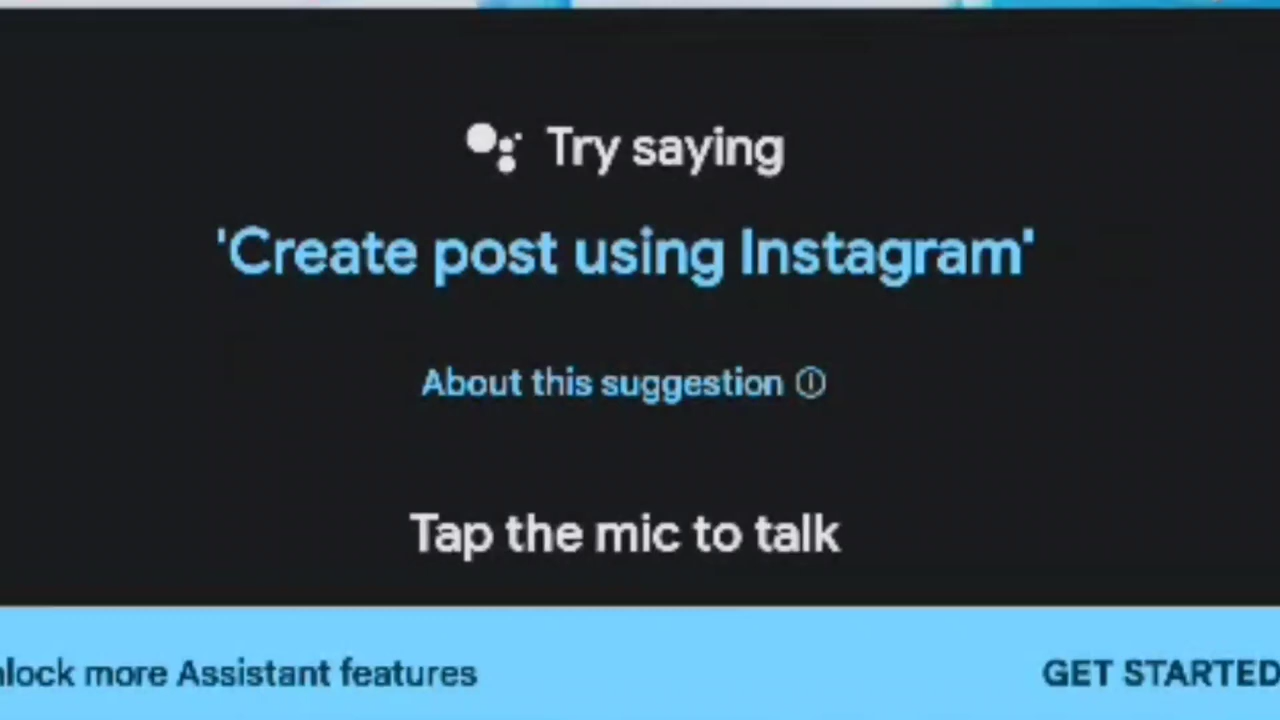 Try saying
'Create post using Instagram'
About this suggestion
Tap the mic to talk
nlock more Assistant features
GET STARTED